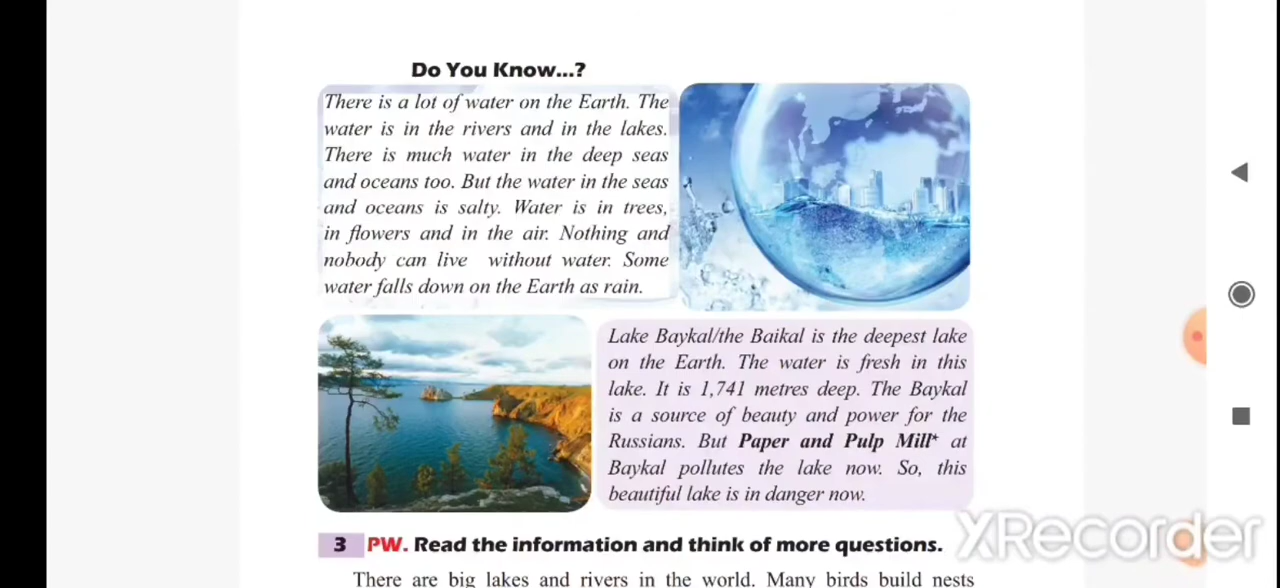 Do You Know...?
There is a lot of water on the Earth. The
water is in the rivers and in the lakes.
There is much water in the deep seas
and oceans too. But the water in the seas
and oceans is salty. Water is in trees,
in flowers and in the air. Nothing and
nobody can live without water. Some
water falls down on the Earth as rain.
Lake Baykal/the Baikal is the deepest lake
on the Earth. The water is fresh in this
lake. It is 1,741 metres deep. The Baykal
is a source of beauty and power for the
Russians. But Paper and Pulp Mill* at
Baykal pollutes the lake now. So, this
beautiful lake is in danger now.
XRecorder
3 PW. Read the information and think of more questions.
There are big lakes and rivers in the world. Many birds build nests